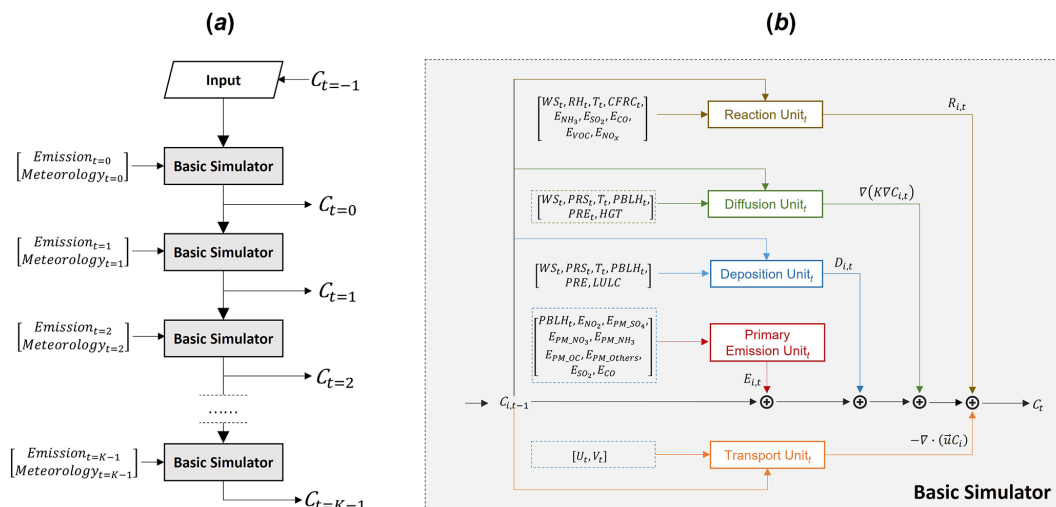 (a)
Input
C_{t=-1}
[Emission_{t=0}
Meteorology_{t=0}]
Basic Simulator
C_{t=0}
[Emission_{t=1}
Meteorology_{t=1}]
Basic Simulator
C_{t=1}
[Emission_{t=2}
Meteorology_{t=2}]
Basic Simulator
C_{t=2}
……
[Emission_{t=K-1}
Meteorology_{t=K-1}]
Basic Simulator
C_{t=K-1}
(b)
[WS_t, RH_t, T_t, CFRC_t,
E_{NH_3}, E_{SO_2}, E_{CO},
E_{VOC}, E_{NO_x}]
Reaction Unit_t
R_{i,t}
[WS_t, PRS_t, T_t, PBLH_t,
PRE_t, HGT]
Diffusion Unit_t
∇(K∇C_{i,t})
[WS_t, PRS_t, T_t, PBLH_t,
PRE, LULC]
Deposition Unit_t
D_{i,t}
[PBLH_t, E_{NO_2}, E_{PM_SO_4},
E_{PM_NO_3}, E_{PM_NH_3}
E_{PM_OC}, E_{PM_Others},
E_{SO_2}, E_{CO}]
Primary
Emission Unit_t
E_{i,t}
C_{i,t-1}
⊕ ⊕ ⊕ ⊕
C_t
[U_t, V_t]
Transport Unit_t
−∇ · (u⃗C_i)
Basic Simulator